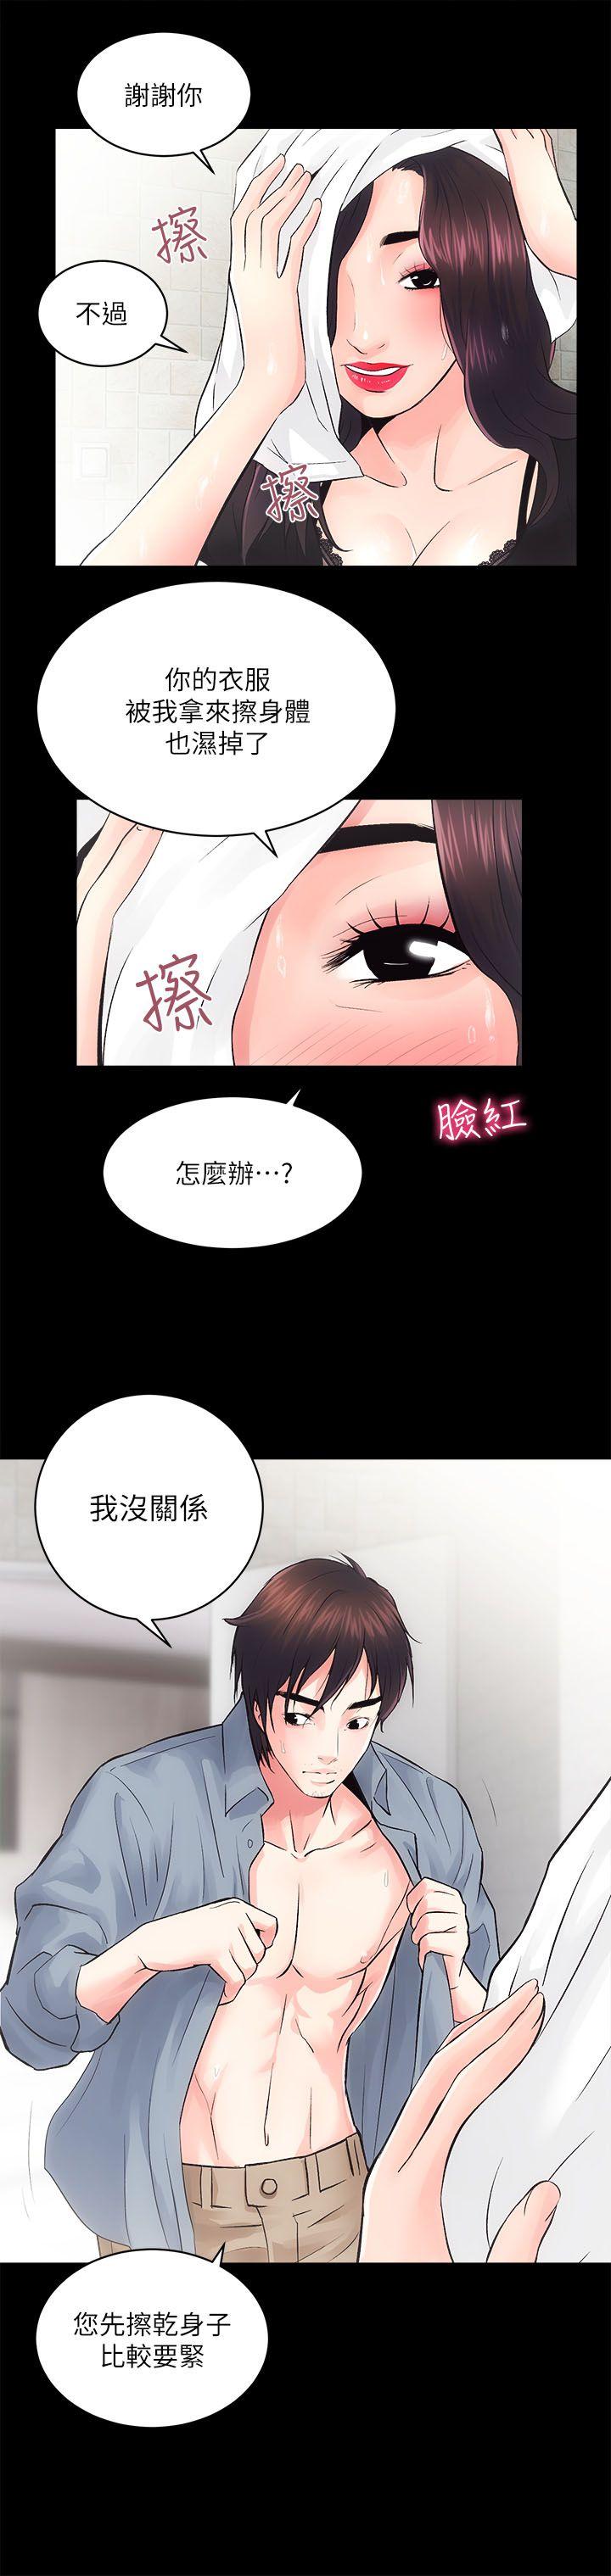 謝謝你
擦
不過
擦
你的衣服
被我拿來擦身體
也濕掉了
擦
臉紅
怎麼辦…?
我沒關係
您先擦乾身子
比較要緊